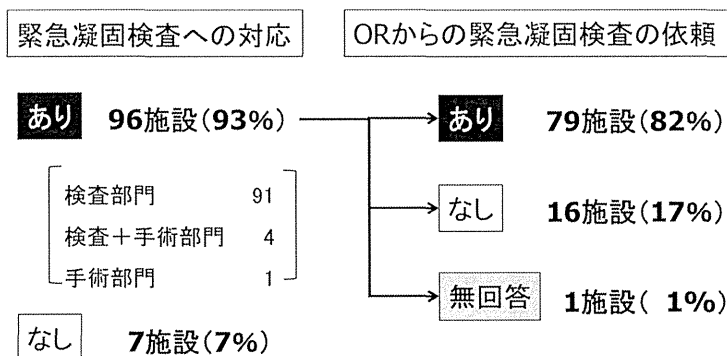 緊急凝固検査への対応
ORからの緊急凝固検査の依頼
あり 96施設(93%)
あり 79施設(82%)
検査部門 91
検査＋手術部門 4
手術部門 1
なし 16施設(17%)
無回答 1施設( 1%)
なし 7施設(7%)